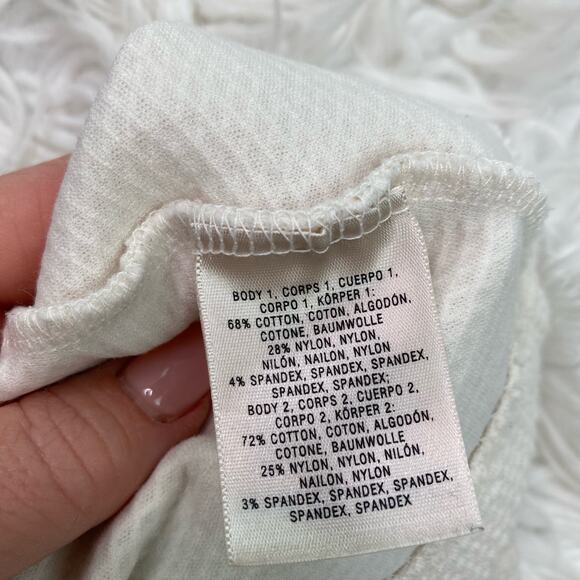 BODY 1, CORPS 1, CUERPO 1,
CORPO 1, KÖRPER 1:
68% COTTON, COTON, ALGODÓN,
COTONE, BAUMWOLLE
28% NYLON, NYLON,
NILÓN, NAILON, NYLON
4% SPANDEX, SPANDEX, SPANDEX,
SPANDEX, SPANDEX;
BODY 2, CORPS 2, CUERPO 2,
CORPO 2, KÖRPER 2:
72% COTTON, COTON, ALGODÓN,
COTONE, BAUMWOLLE
25% NYLON, NYLON, NILÓN,
NAILON, NYLON
3% SPANDEX, SPANDEX, SPANDEX,
SPANDEX, SPANDEX